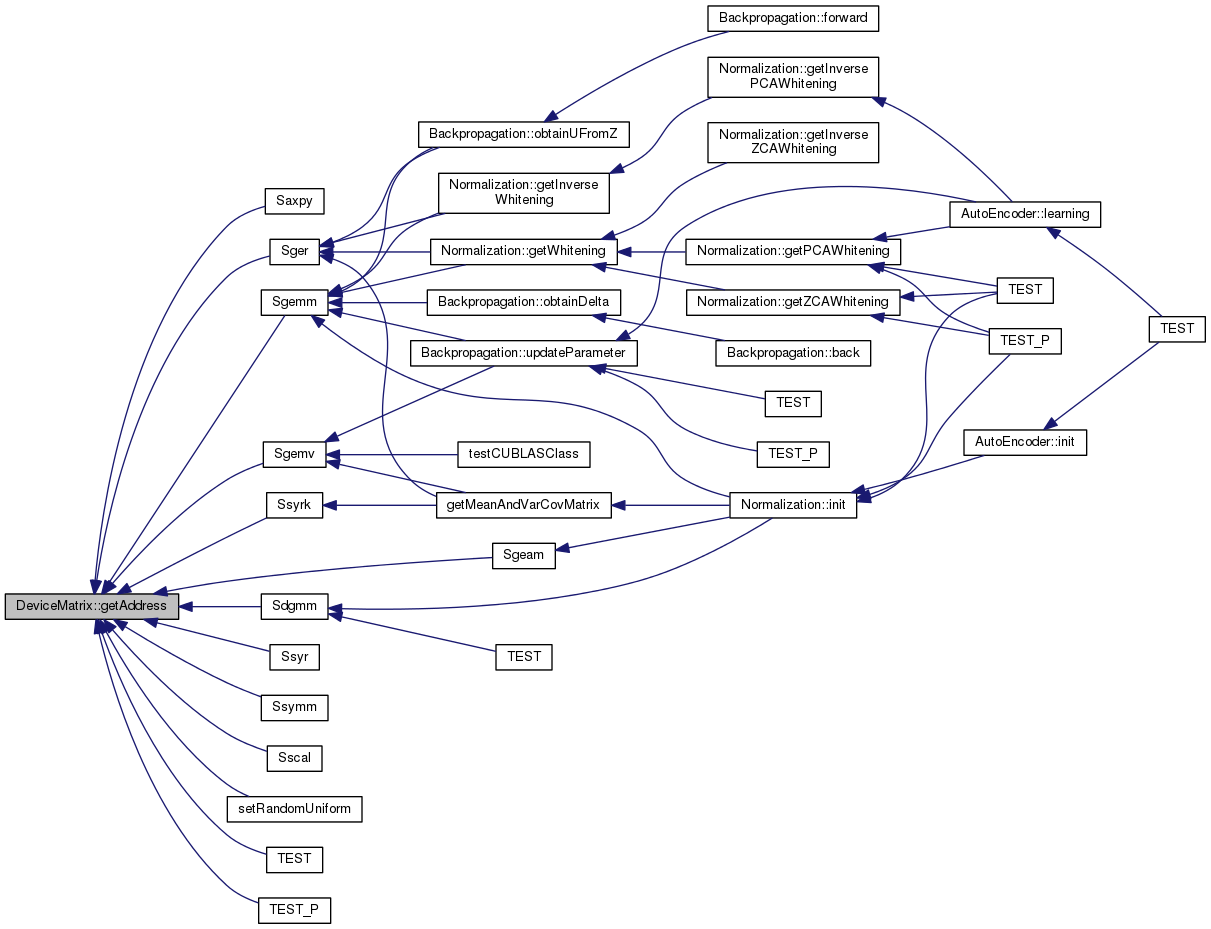 Backpropagation::forward
Normalization::getInverse
PCAWhitening
Backpropagation::obtainUFromZ
Normalization::getInverse
ZCAWhitening
Saxpy
Normalization::getInverse
Whitening
AutoEncoder::learning
Sger
Normalization::getWhitening
Normalization::getPCAWhitening
TEST
Sgemm
Backpropagation::obtainDelta
Normalization::getZCAWhitening
TEST_P
TEST
Backpropagation::updateParameter
Backpropagation::back
TEST
AutoEncoder::init
Sgemv
testCUBLASClass
TEST_P
Ssyrk
getMeanAndVarCovMatrix
Normalization::init
Sgeam
DeviceMatrix::getAddress
Sdgmm
Ssyr
TEST
Ssymm
Sscal
setRandomUniform
TEST
TEST_P